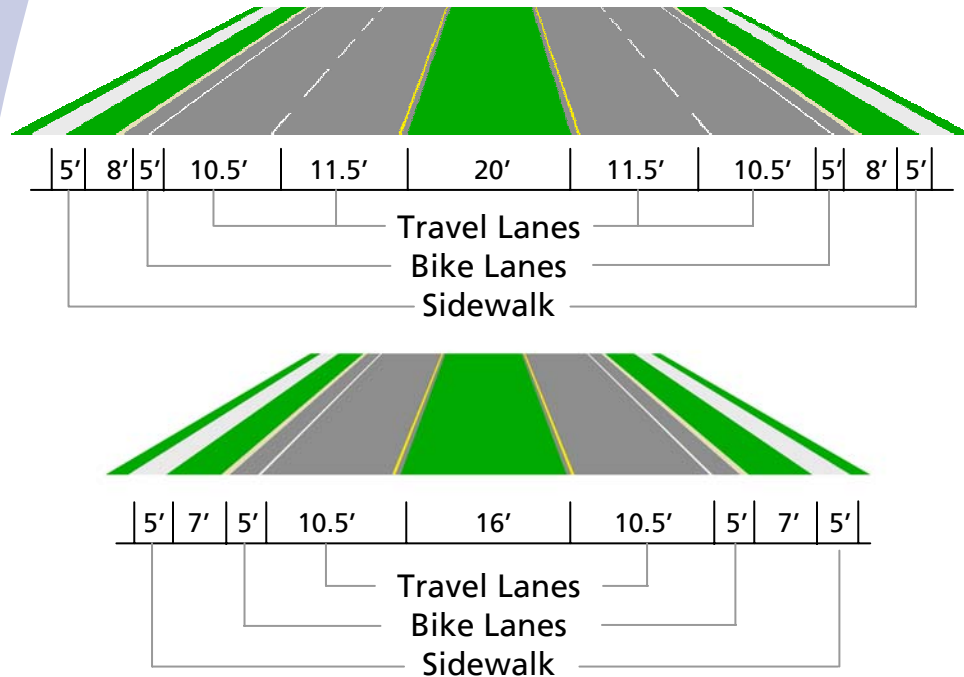 5’ 8’ 5’ 10.5’ 11.5’ 20’ 11.5’ 10.5’ 5’ 8’ 5’
Travel Lanes
Bike Lanes
Sidewalk
5’ 7’ 5’ 10.5’ 16’ 10.5’ 5’ 7’ 5’
Travel Lanes
Bike Lanes
Sidewalk